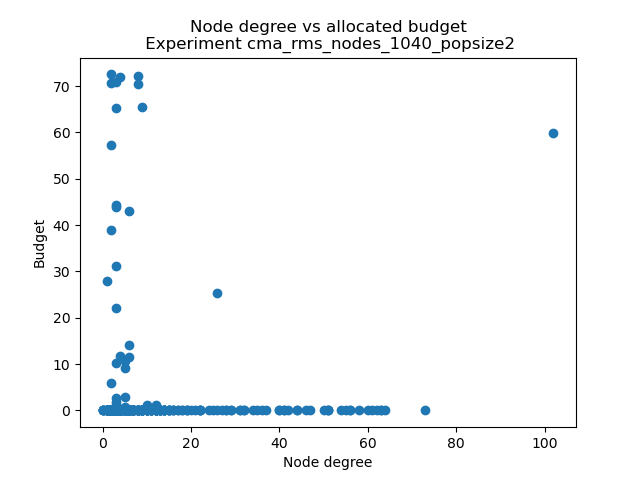 Node degree vs allocated budget
Experiment cma_rms_nodes_1040_popsize2
70
60
50
40
30
20
10
0
Budget
0 20 40 60 80 100
Node degree